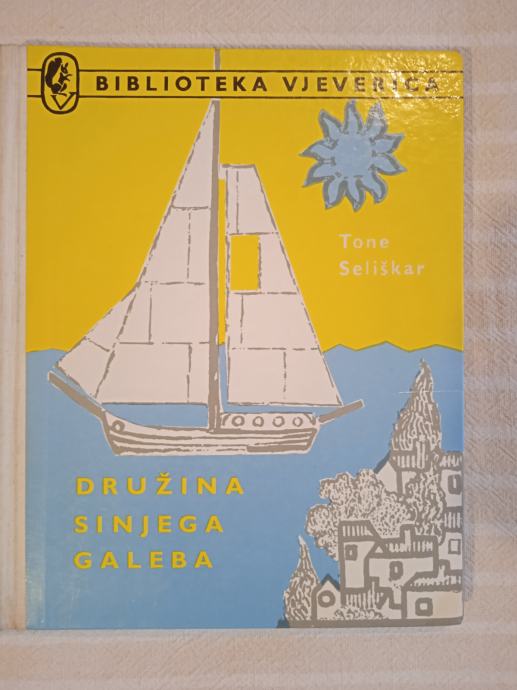 BIBLIOTEKA VJEVERICA
Tone
Seliškar
DRUŽINA
SINJEGA
GALEBA